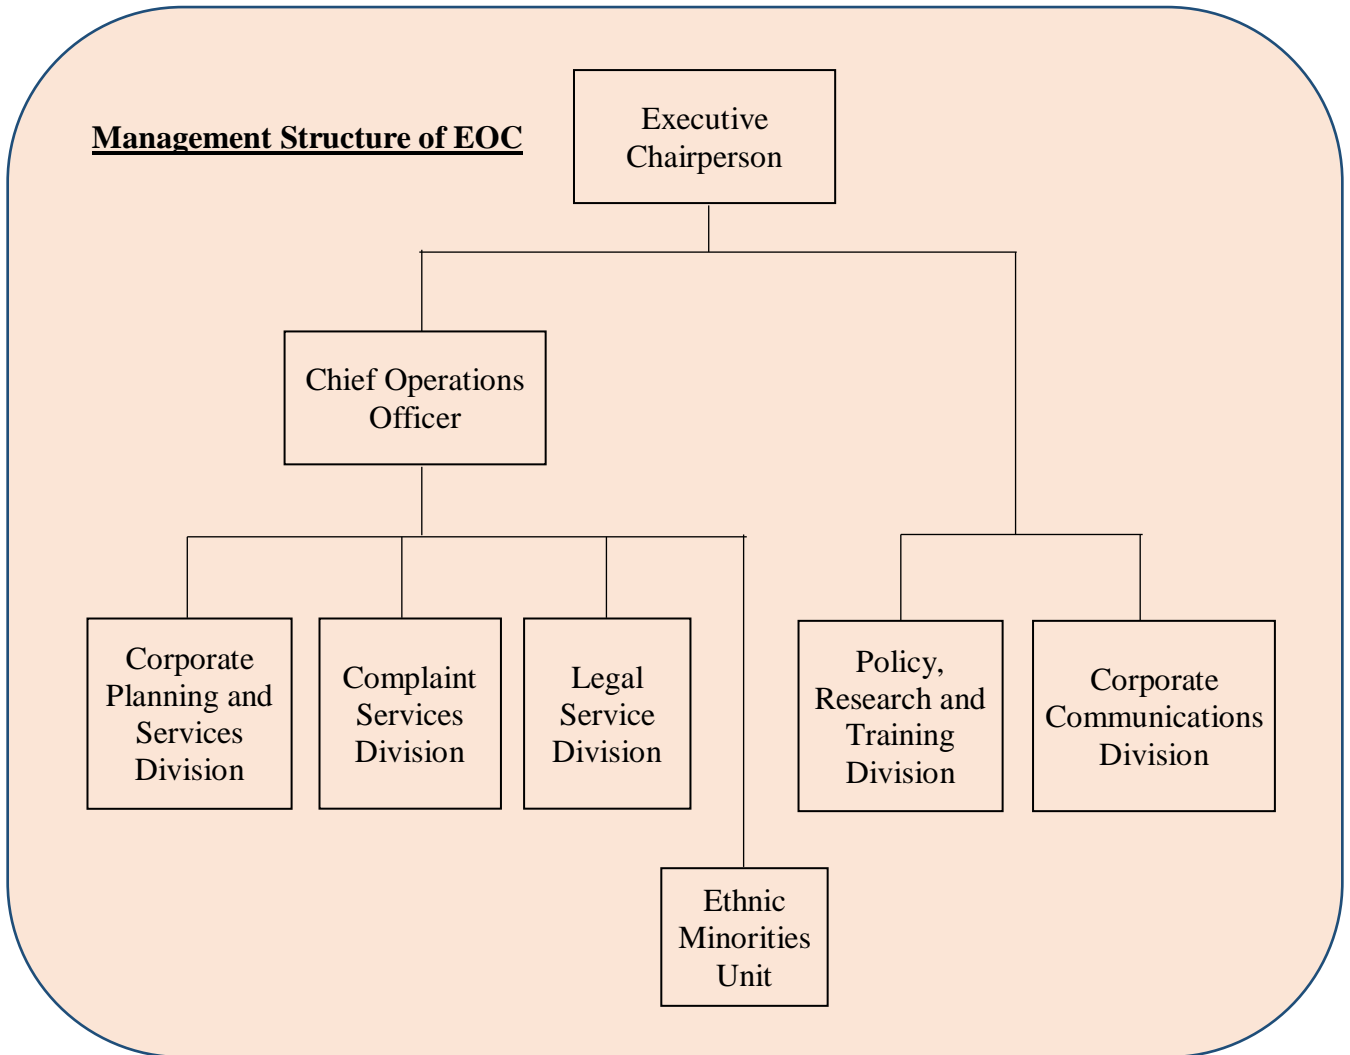 Management Structure of EOC
Executive
Chairperson
Chief Operations
Officer
Corporate
Planning and
Services
Division
Complaint
Services
Division
Legal
Service
Division
Policy,
Research and
Training
Division
Corporate
Communications
Division
Ethnic
Minorities
Unit